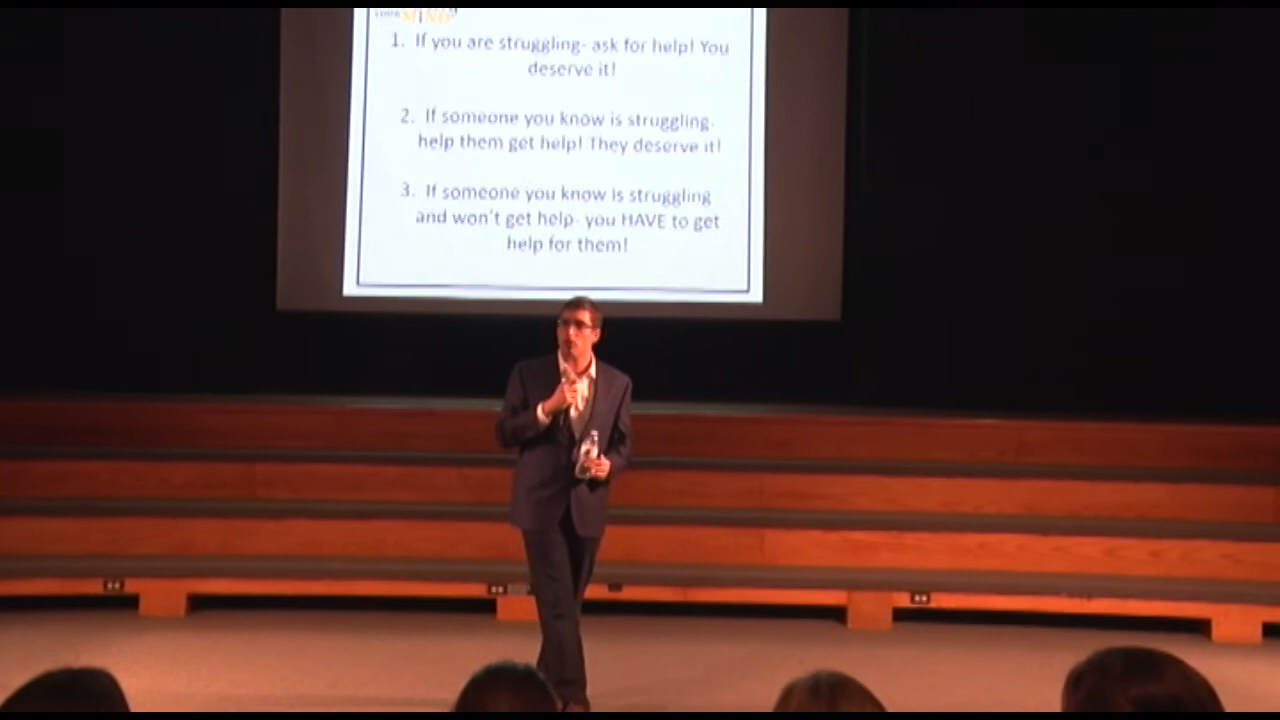 MIND
1. If you are struggling- ask for help! You
deserve it!
2. If someone you know is struggling-
help them get help! They deserve it!
3. If someone you know is struggling
and won't get help- you HAVE to get
help for them!